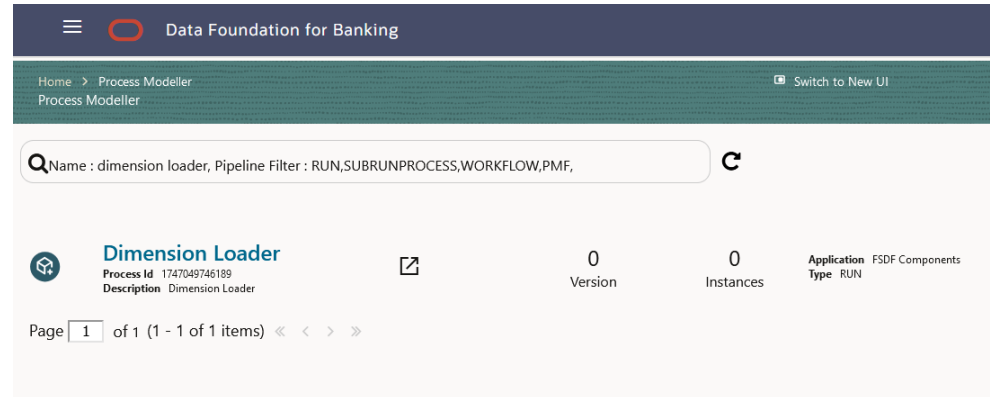 Data Foundation for Banking
Home > Process Modeller
Switch to New UI
Process Modeller
Name : dimension loader, Pipeline Filter : RUN,SUBRUNPROCESS,WORKFLOW,PMF,
Dimension Loader
Process Id 1747049746189
Description Dimension Loader
0
Version
0
Instances
Application FSDF Components
Type RUN
Page 1 of 1 (1 - 1 of 1 items) « < > »